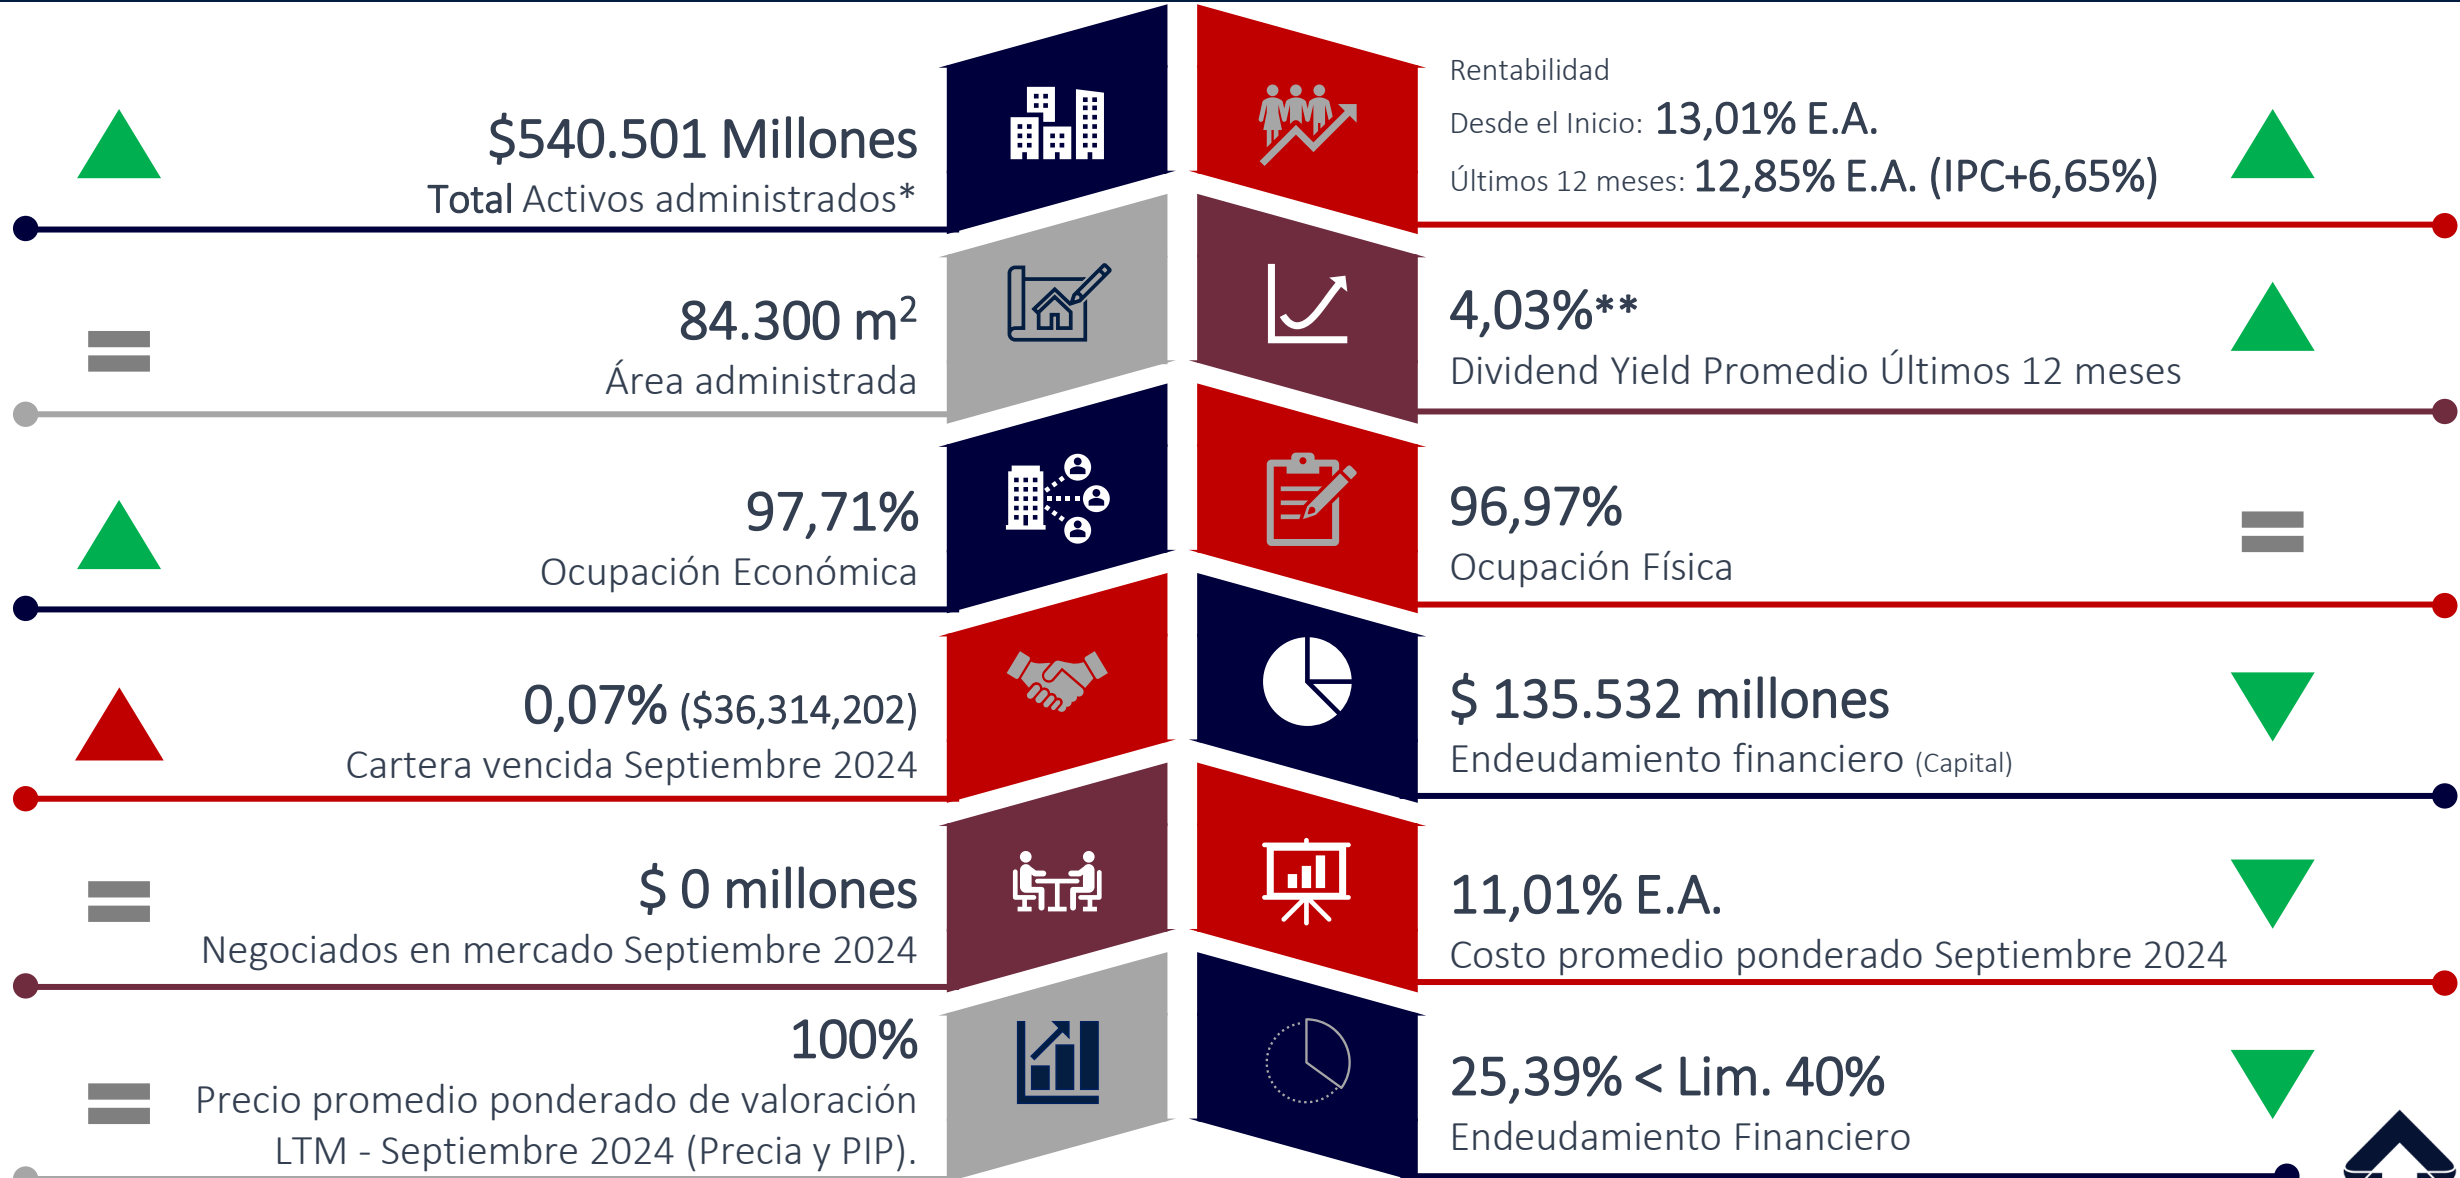 $540.501 Millones
Total Activos administrados*
84.300 m²
Área administrada
97,71%
Ocupación Económica
0,07% ($36,314,202)
Cartera vencida Septiembre 2024
$ 0 millones
Negociados en mercado Septiembre 2024
100%
Precio promedio ponderado de valoración
LTM - Septiembre 2024 (Precia y PIP).
Rentabilidad
Desde el Inicio: 13,01% E.A.
Últimos 12 meses: 12,85% E.A. (IPC+6,65%)
4,03%**
Dividend Yield Promedio Últimos 12 meses
96,97%
Ocupación Física
$ 135.532 millones
Endeudamiento financiero (Capital)
11,01% E.A.
Costo promedio ponderado Septiembre 2024
25,39% < Lim. 40%
Endeudamiento Financiero